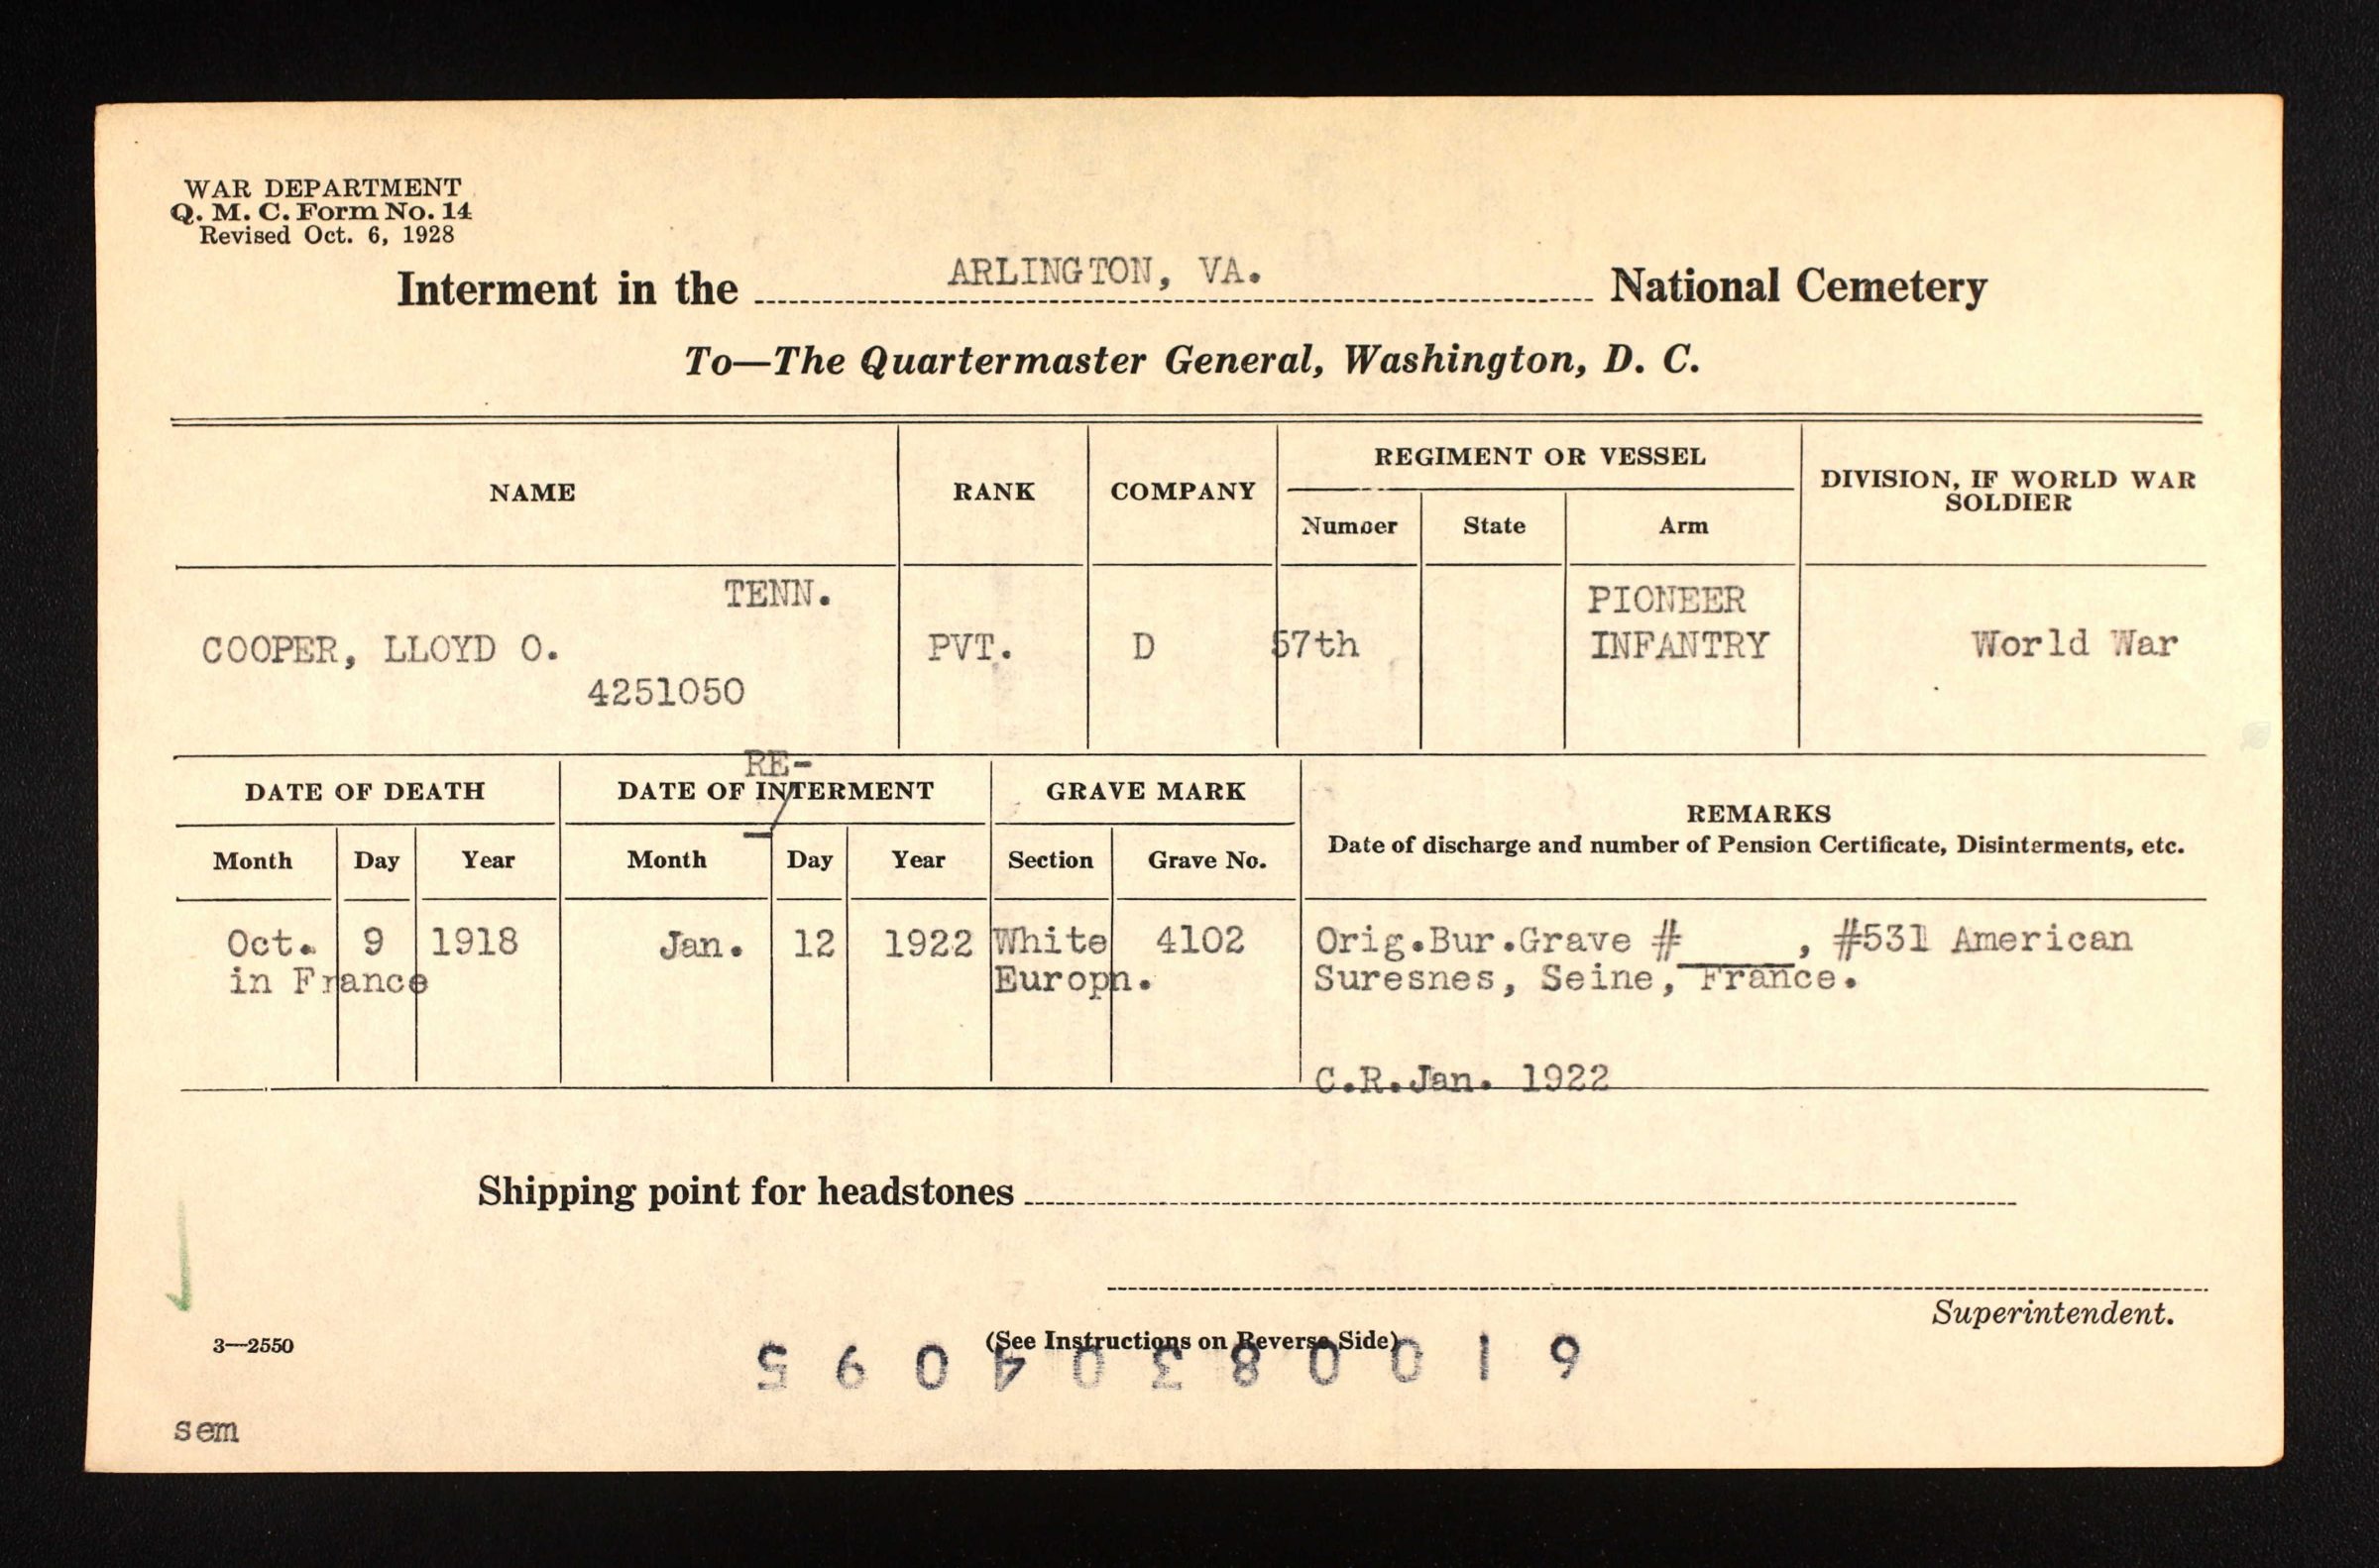 WAR DEPARTMENT
Q. M. C. Form No. 14
Revised Oct. 6, 1928
Interment in the ARLINGTON, VA. National Cemetery
To—The Quartermaster General, Washington, D. C.
NAME RANK COMPANY REGIMENT OR VESSEL DIVISION, IF WORLD WAR SOLDIER
Number State Arm
TENN. PIONEER
COOPER, LLOYD O. PVT. D 57th INFANTRY World War
4251050
RE-
DATE OF DEATH DATE OF INTERMENT GRAVE MARK REMARKS
Date of discharge and number of Pension Certificate, Disinterments, etc.
Month Day Year Month Day Year Section Grave No.
Oct. 9 1918 Jan. 12 1922 White 4102 Orig.Bur.Grave #_____, #531 American
in France Europn. Suresnes, Seine, France.
C.R.Jan. 1922
Shipping point for headstones
Superintendent.
3—2550 (See Instructions on Reverse Side)
5 9 0 4 0 3 8 0 0 1 6
sem